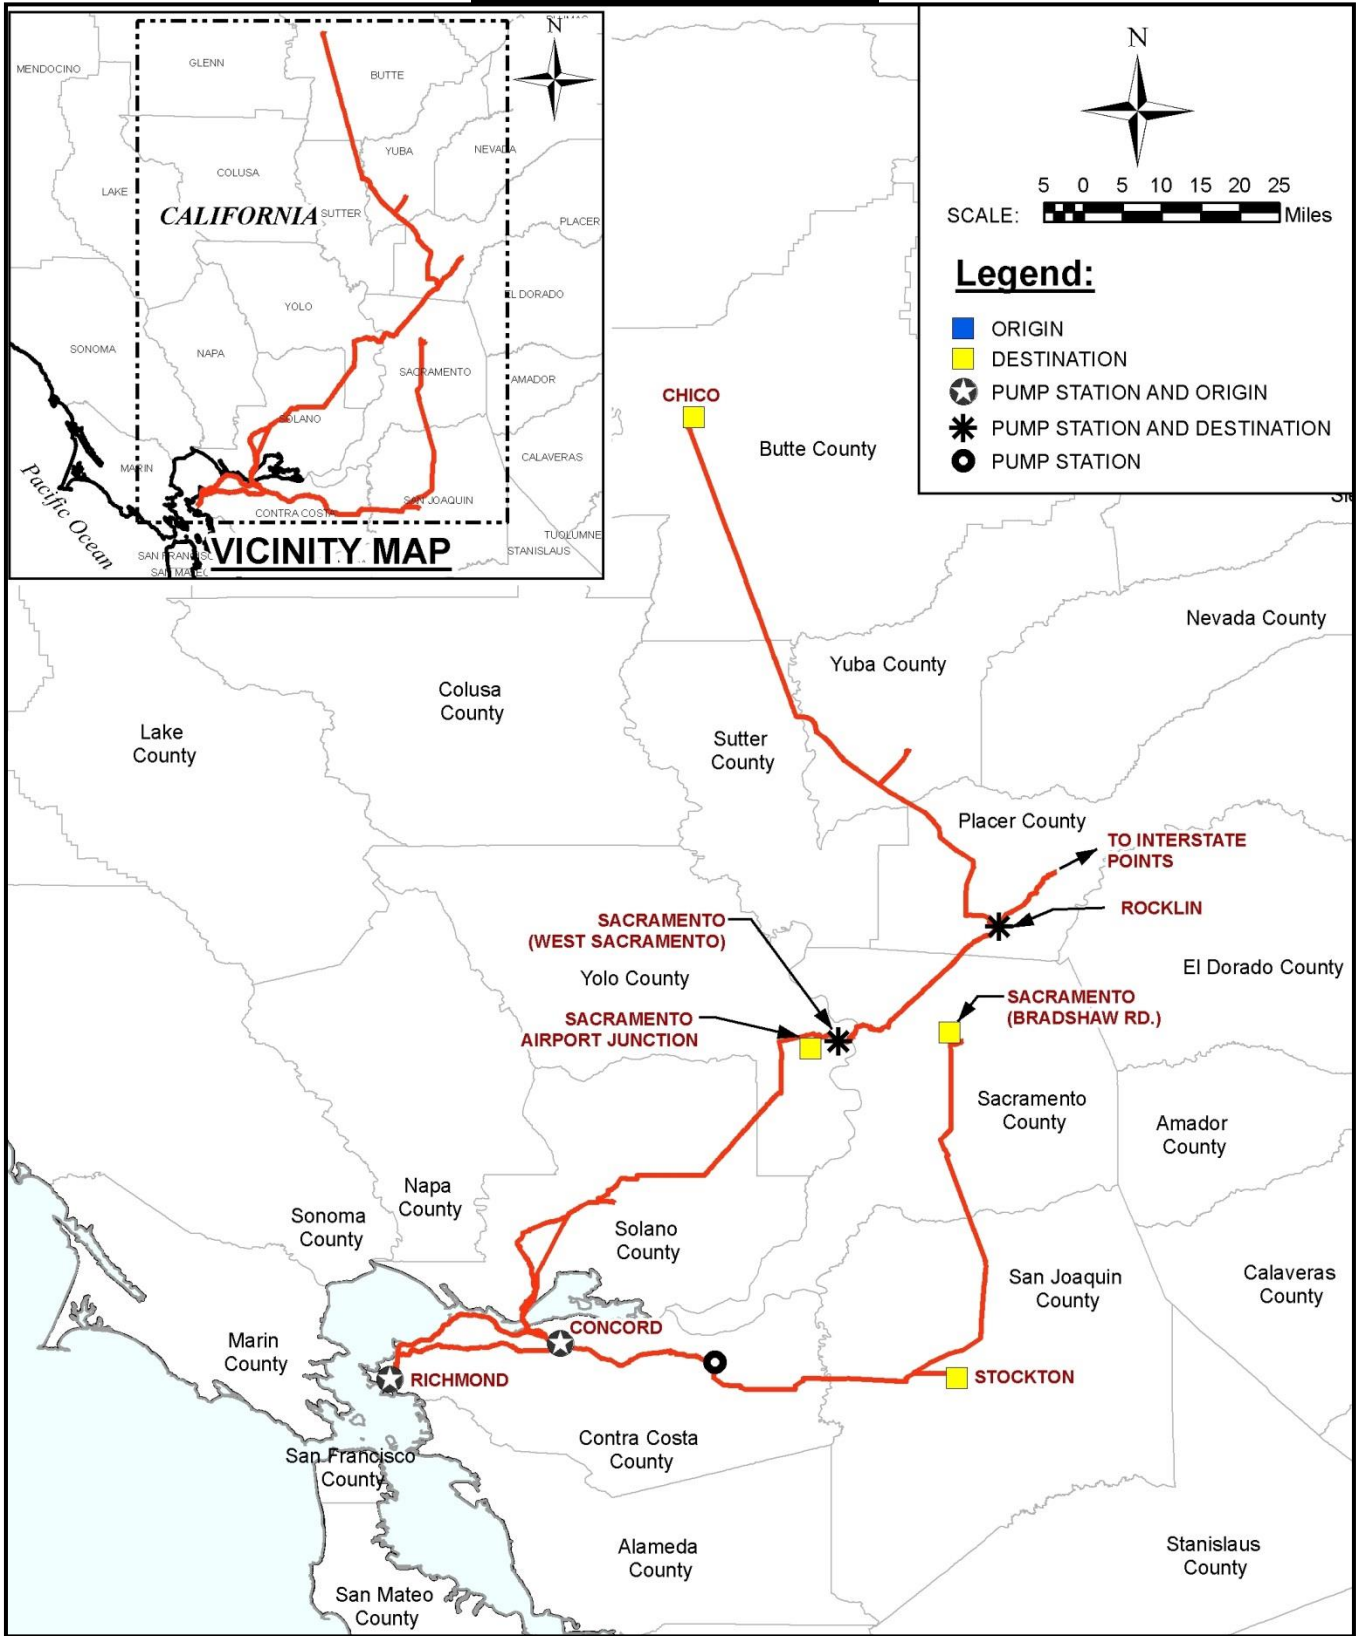 PLUMAS
N
MENDOCINO
GLENN
BUTTE
YUBA
NEVADA
COLUSA
LAKE
CALIFORNIA
SUTTER
PLACER
YOLO
EL DORADO
SONOMA
NAPA
SACRAMENTO
AMADOR
SOLANO
CALAVERAS
MARIN
Pacific Ocean
SAN JOAQUIN
CONTRA COSTA
TUOLUMNE
SAN FRANCISC
VICINITY MAP
STANISLAUS
SAN MATEO
N
5 0 5 10 15 20 25
SCALE:
Miles
Legend:
ORIGIN
DESTINATION
PUMP STATION AND ORIGIN
PUMP STATION AND DESTINATION
PUMP STATION
Sie
CHICO
Butte County
Nevada County
Yuba County
Colusa
County
Lake
County
Sutter
County
Placer County
TO INTERSTATE
POINTS
ROCKLIN
SACRAMENTO
(WEST SACRAMENTO)
Yolo County
El Dorado County
SACRAMENTO
(BRADSHAW RD.)
SACRAMENTO
AIRPORT JUNCTION
Sacramento
County
Amador
County
Napa
County
Sonoma
County
Solano
County
San Joaquin
County
Calaveras
County
Marin
County
CONCORD
RICHMOND
STOCKTON
Contra Costa
County
San Francisco
County
Alameda
County
Stanislaus
County
San Mateo
County